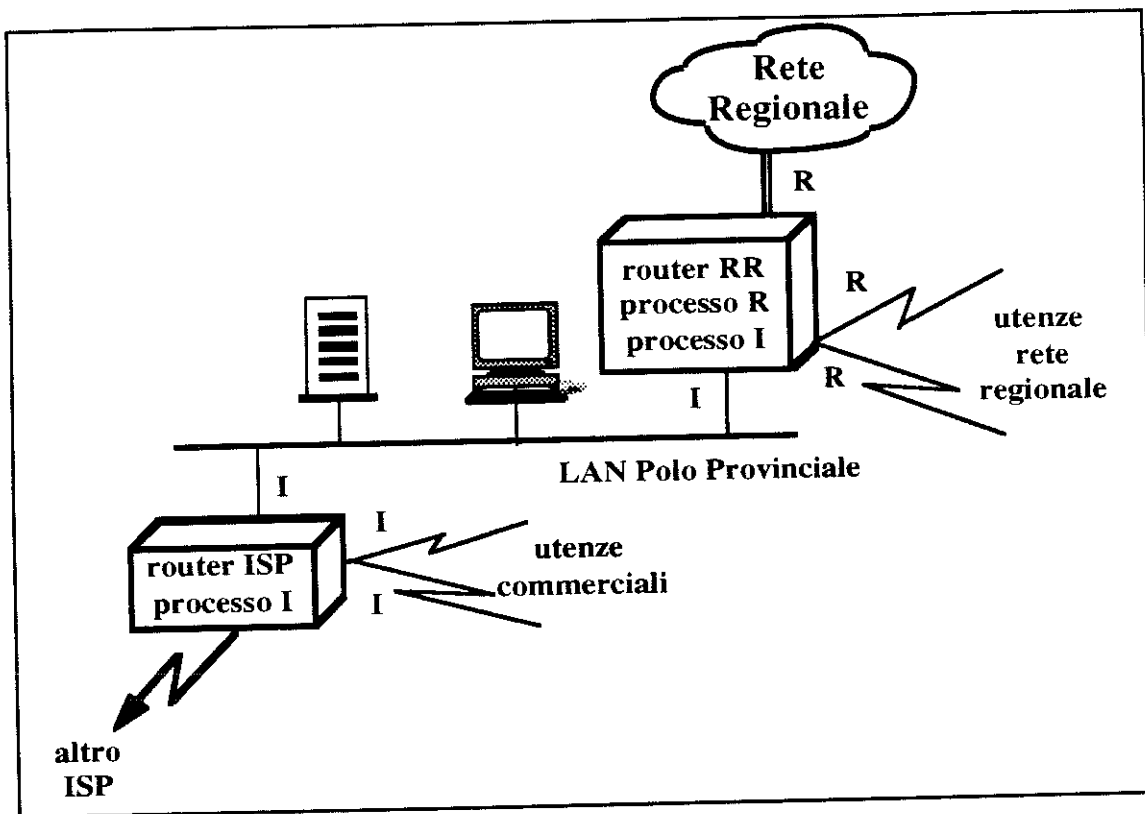 Rete
Regionale
R
router RR
processo R
processo I
R
R
utenze
rete
regionale
I
LAN Polo Provinciale
I
router ISP
processo I
I
I
utenze
commerciali
altro
ISP